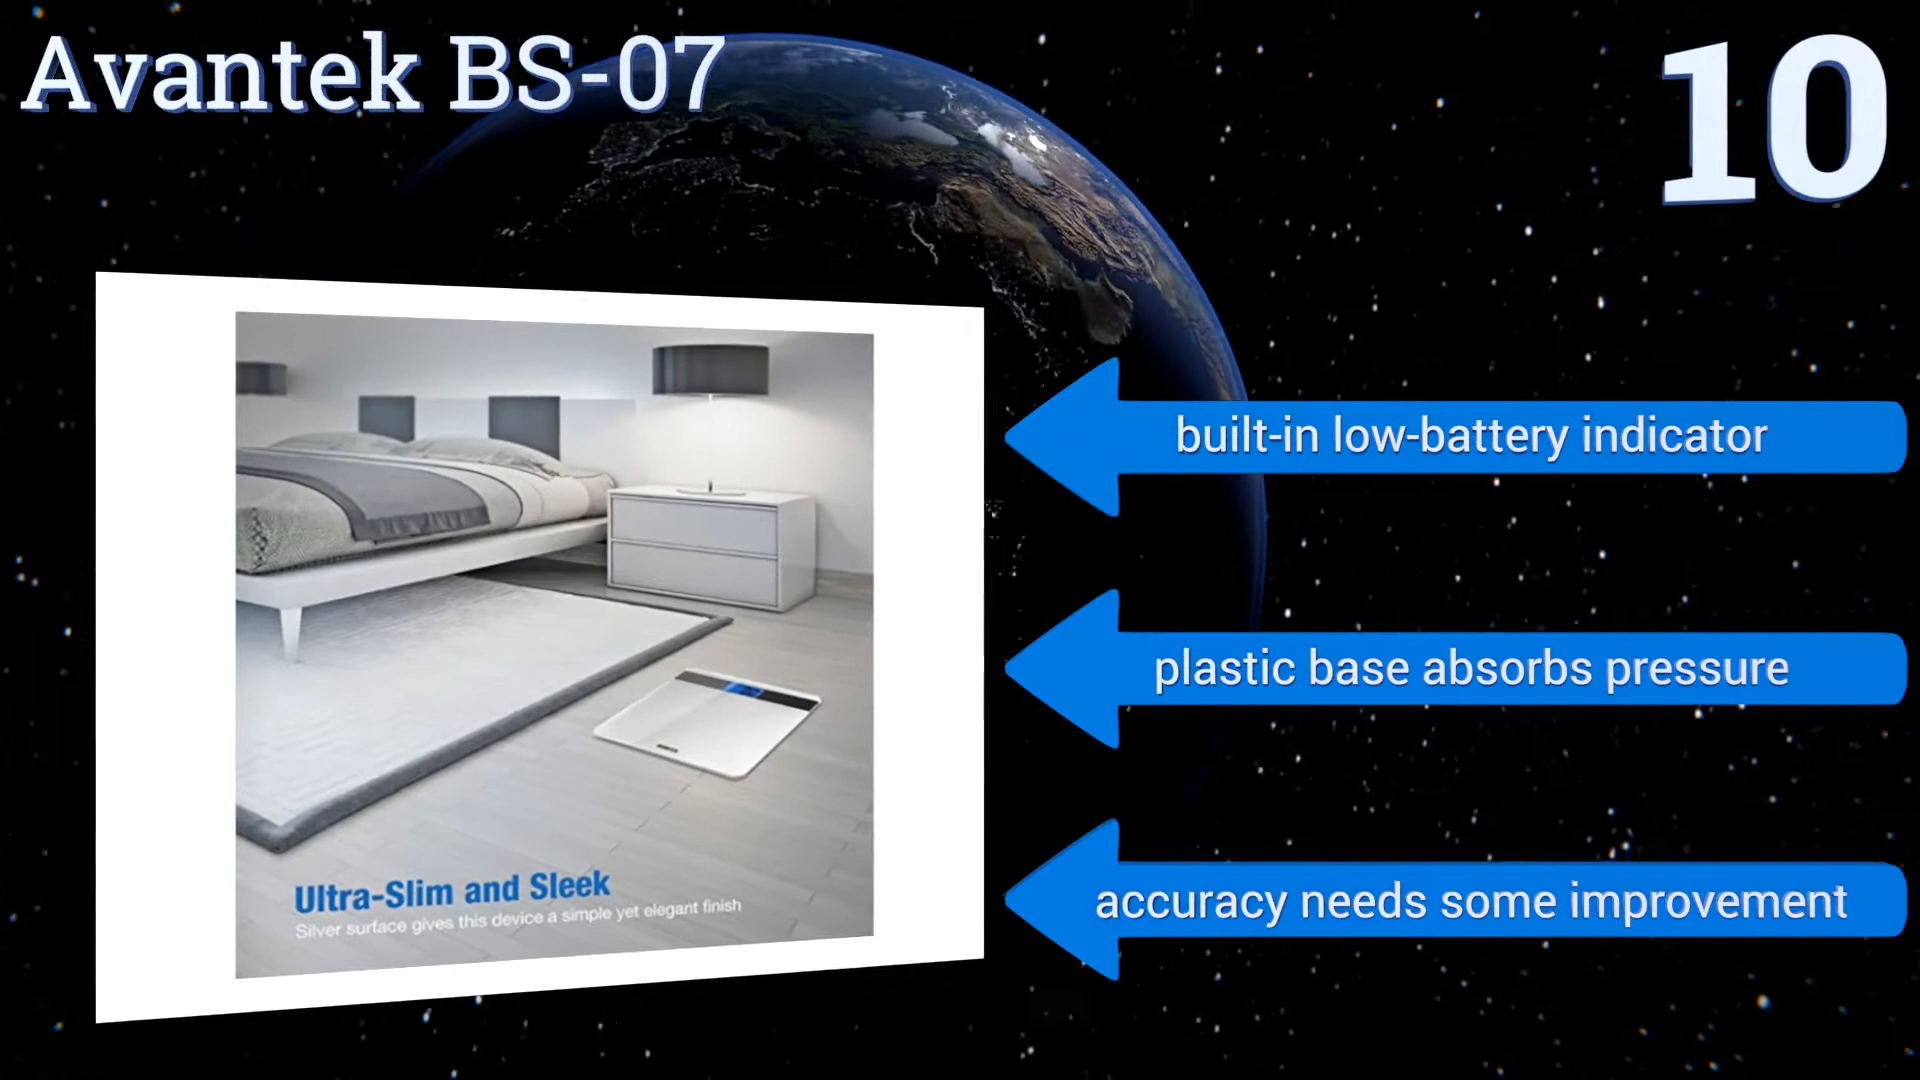 Avantek BS-07
10
built-in low-battery indicator
plastic base absorbs pressure
accuracy needs some improvement
Ultra-Slim and Sleek
Silver surface gives this device a simple yet elegant finish